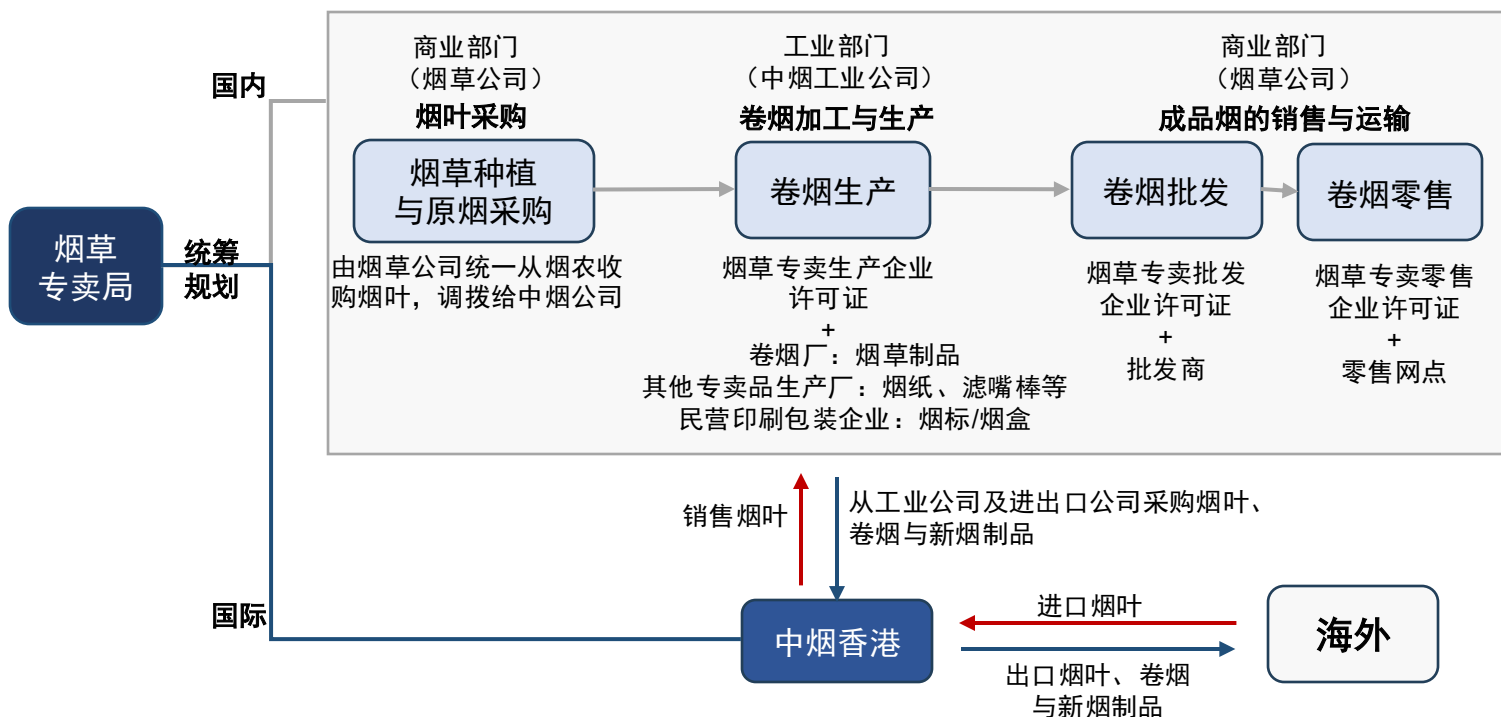 烟草
专卖局
统筹
规划
国内
国际
商业部门
（烟草公司）
烟叶采购
烟草种植
与原烟采购
由烟草公司统一从烟农收
购烟叶，调拨给中烟公司
工业部门
（中烟工业公司）
卷烟加工与生产
卷烟生产
烟草专卖生产企业
许可证
+
卷烟厂：烟草制品
其他专卖品生产厂：烟纸、滤嘴棒等
民营印刷包装企业：烟标/烟盒
商业部门
（烟草公司）
成品烟的销售与运输
卷烟批发
烟草专卖批发
企业许可证
+
批发商
卷烟零售
烟草专卖零售
企业许可证
+
零售网点
销售烟叶
从工业公司及进出口公司采购烟叶、
卷烟与新烟制品
中烟香港
进口烟叶
出口烟叶、卷烟
与新烟制品
海外